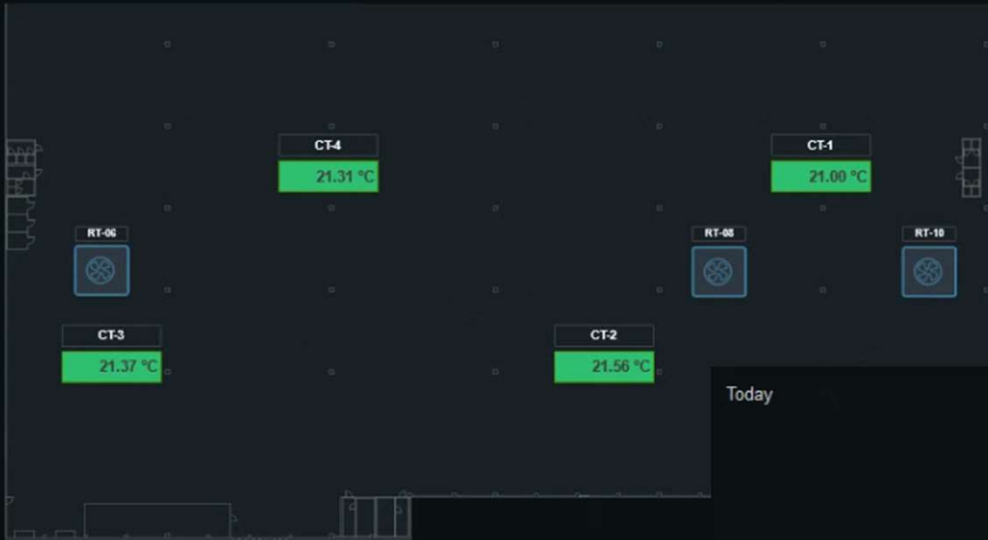 CT-4
CT-1
21.31 °C
21.00 °C
RT-06
RT-08
RT-10
CT-3
CT-2
21.37 °C
21.56 °C
Today